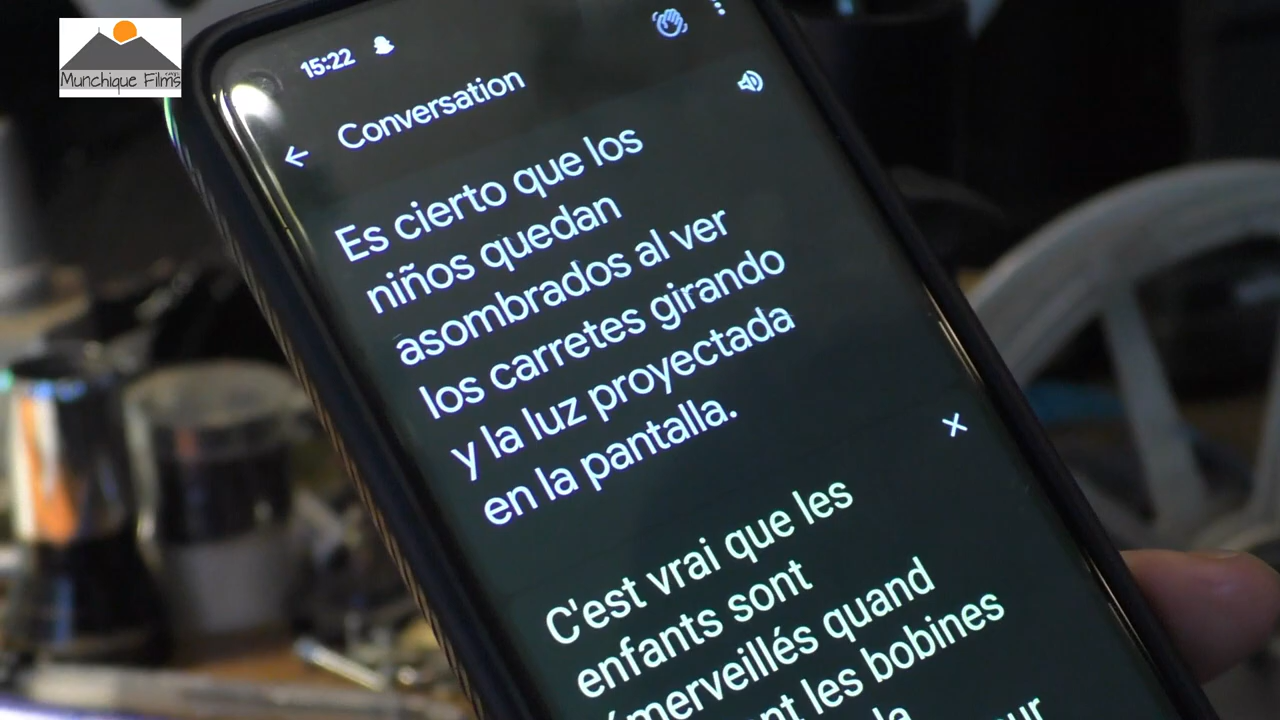 Munchique Films
15:22
Conversation
Es cierto que los
niños quedan
asombrados al ver
los carretes girando
y la luz proyectada
en la pantalla.
C'est vrai que les
enfants sont
émerveillés quand
les bobines